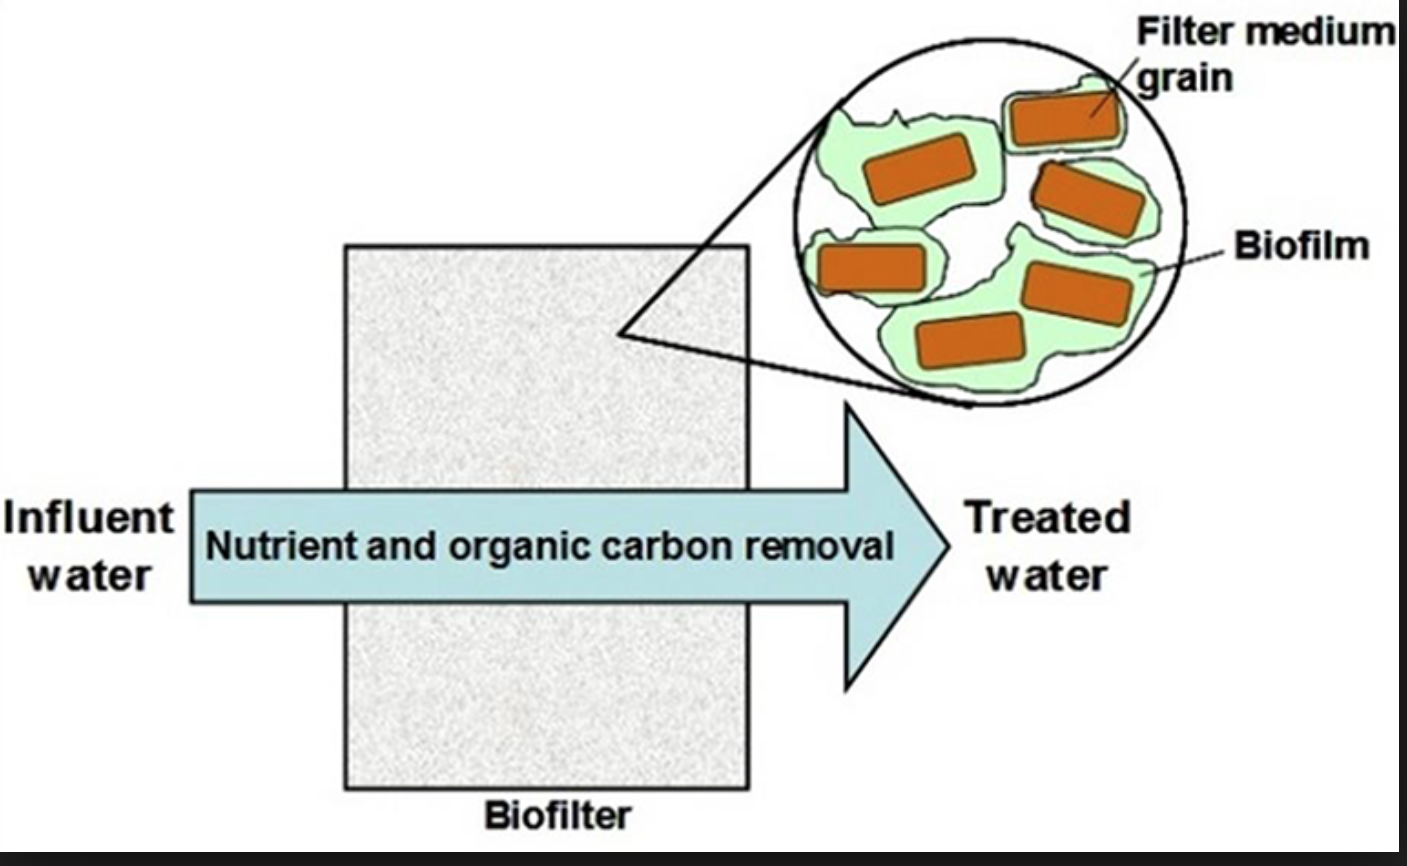 Filter medium
grain
Biofilm
Influent
water
Nutrient and organic carbon removal
Treated
water
Biofilter